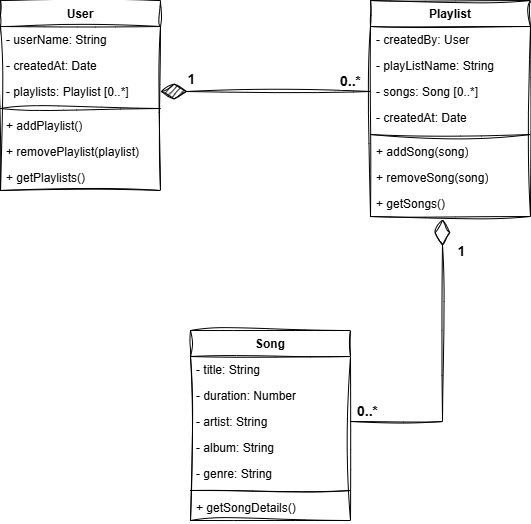 User
- userName: String
- createdAt: Date
- playlists: Playlist [0..*]
+ addPlaylist()
+ removePlaylist(playlist)
+ getPlaylists()
1
0..*
Playlist
- createdBy: User
- playListName: String
- songs: Song [0..*]
- createdAt: Date
+ addSong(song)
+ removeSong(song)
+ getSongs()
1
0..*
Song
- title: String
- duration: Number
- artist: String
- album: String
- genre: String
+ getSongDetails()